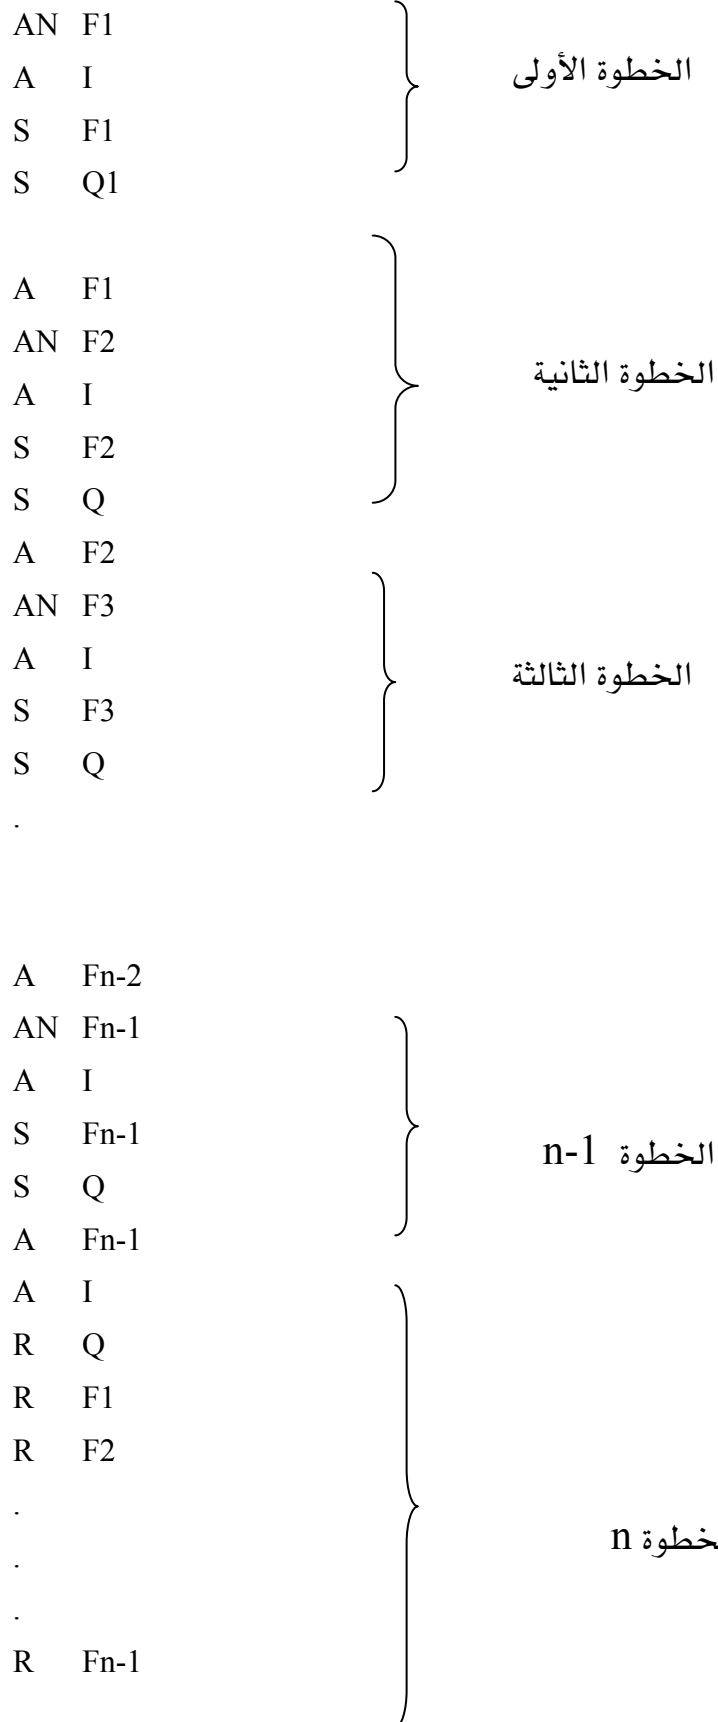 AN F1
A I الخطوة الأولى
S F1
S Q1
A F1
AN F2
A I الخطوة الثانية
S F2
S Q
A F2
AN F3
A I الخطوة الثالثة
S F3
S Q
.
A Fn-2
AN Fn-1
A I
S Fn-1 الخطوة n-1
S Q
A Fn-1
A I
R Q
R F1
R F2
.
. خطوة n
.
R Fn-1